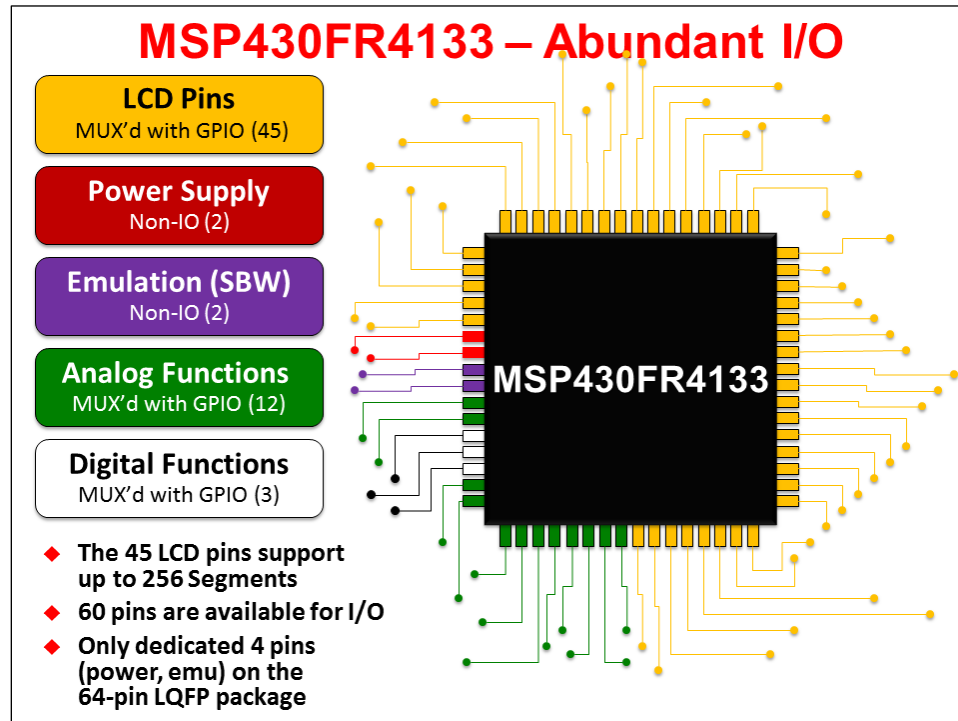 MSP430FR4133 – Abundant I/O
LCD Pins
MUX’d with GPIO (45)
Power Supply
Non-IO (2)
Emulation (SBW)
Non-IO (2)
Analog Functions
MUX’d with GPIO (12)
Digital Functions
MUX’d with GPIO (3)
The 45 LCD pins support
up to 256 Segments
60 pins are available for I/O
Only dedicated 4 pins
(power, emu) on the
64-pin LQFP package
MSP430FR4133